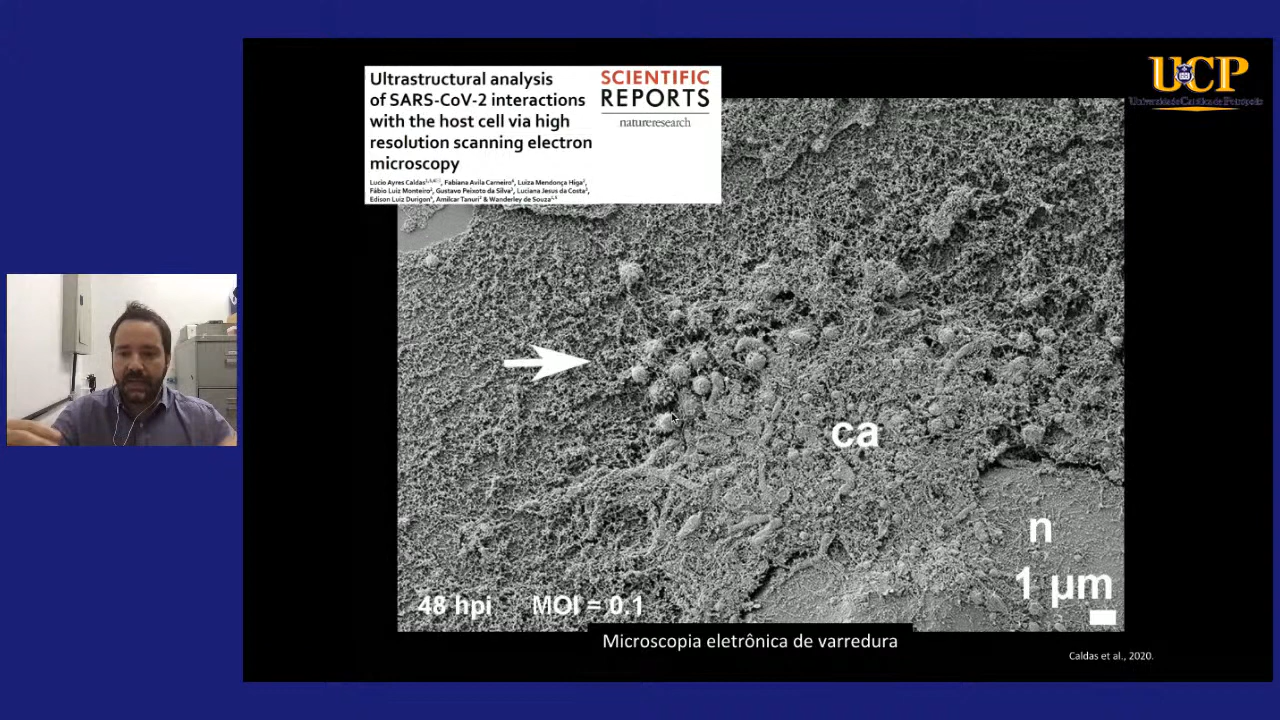 Ultrastructural analysis
of SARS-CoV-2 interactions
with the host cell via high
resolution scanning electron
microscopy
Lucio Ayres Caldas, Fabiana Avila Carneiro, Luiza Mendonça Higa,
Fábio Luiz Monteiro, Gustavo Peixoto da Silva, Luciana Jesus da Costa,
Edison Luiz Durigon, Amilcar Tanuri & Wanderley de Souza
SCIENTIFIC
REPORTS
natureresearch
UCP
Universidade Católica de Petrópolis
ca
n
1 µm
48 hpi MOI = 0.1
Microscopia eletrônica de varredura
Caldas et al., 2020.